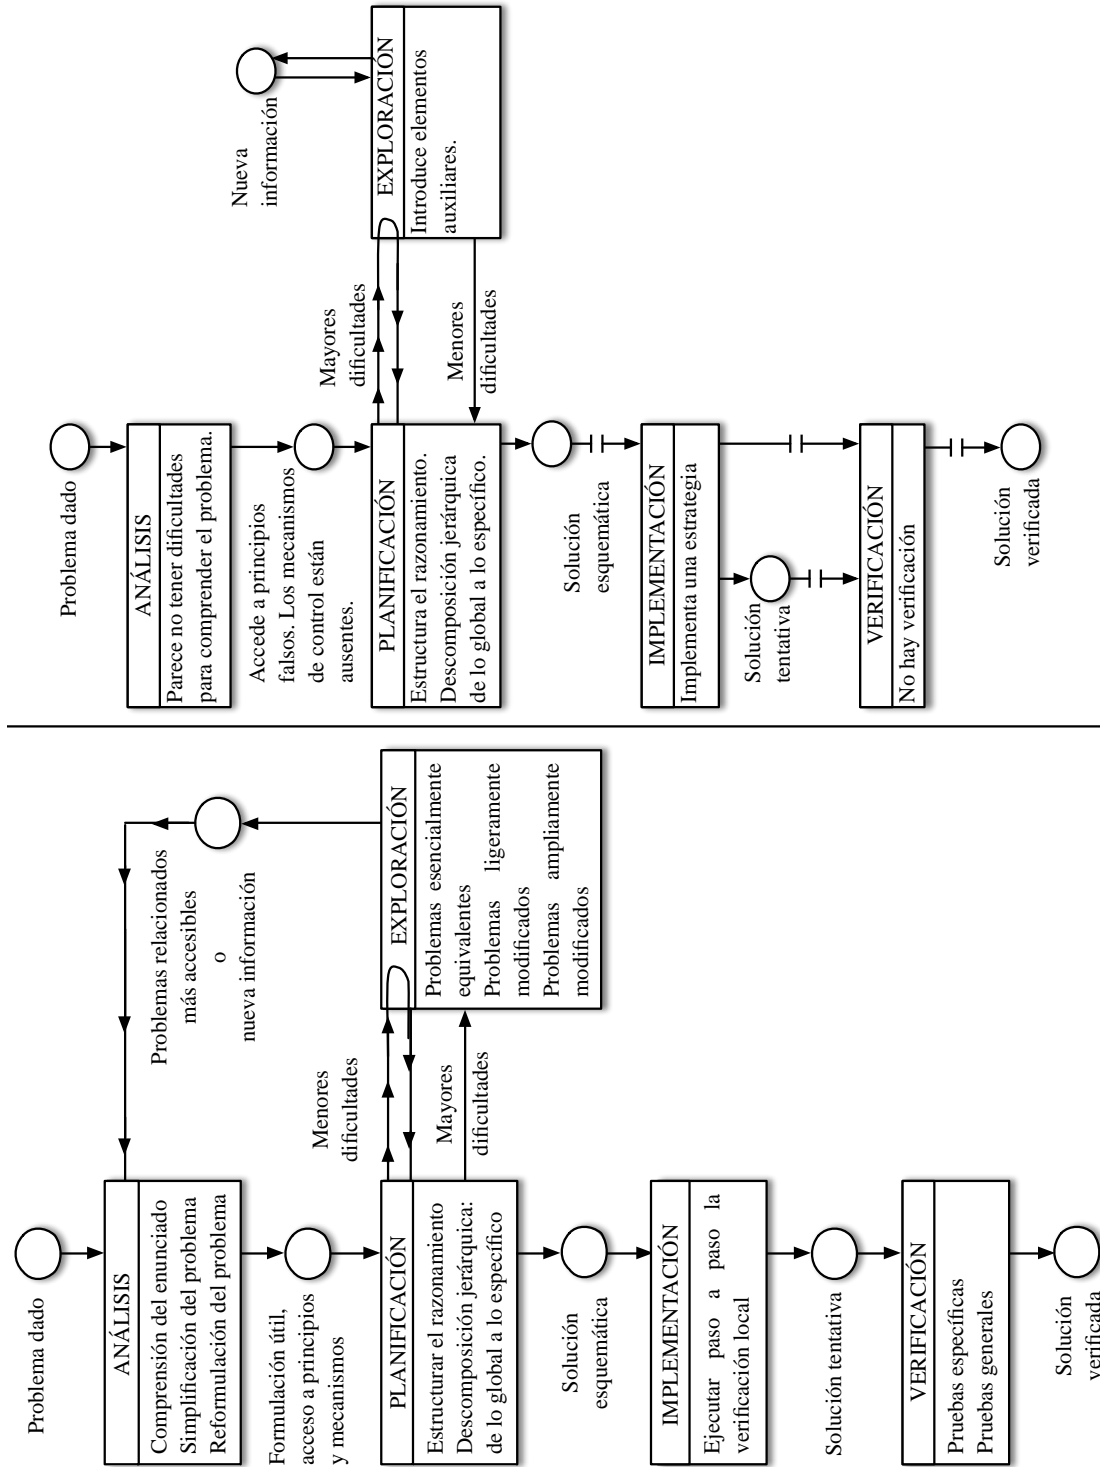 Problema dado
ANÁLISIS
Comprensión del enunciado
Simplificación del problema
Reformulación del problema
Formulación útil,
acceso a principios
y mecanismos
PLANIFICACIÓN
Estructurar el razonamiento
Descomposición jerárquica:
de lo global a lo específico
Menores
dificultades
Mayores
dificultades
EXPLORACIÓN
Problemas esencialmente
equivalentes
Problemas ligeramente
modificados
Problemas ampliamente
modificados
Problemas relacionados
más accesibles
o
nueva información
Solución
esquemática
IMPLEMENTACIÓN
Ejecutar paso a paso la
verificación local
Solución tentativa
VERIFICACIÓN
Pruebas específicas
Pruebas generales
Solución
verificada
Problema dado
ANÁLISIS
Parece no tener dificultades
para comprender el problema.
Accede a principios
falsos. Los mecanismos
de control están
ausentes.
PLANIFICACIÓN
Estructura el razonamiento.
Descomposición jerárquica
de lo global a lo específico.
Mayores
dificultades
Menores
dificultades
EXPLORACIÓN
Introduce elementos
auxiliares.
Nueva
información
Solución
esquemática
IMPLEMENTACIÓN
Implementa una estrategia
Solución
tentativa
VERIFICACIÓN
No hay verificación
Solución
verificada